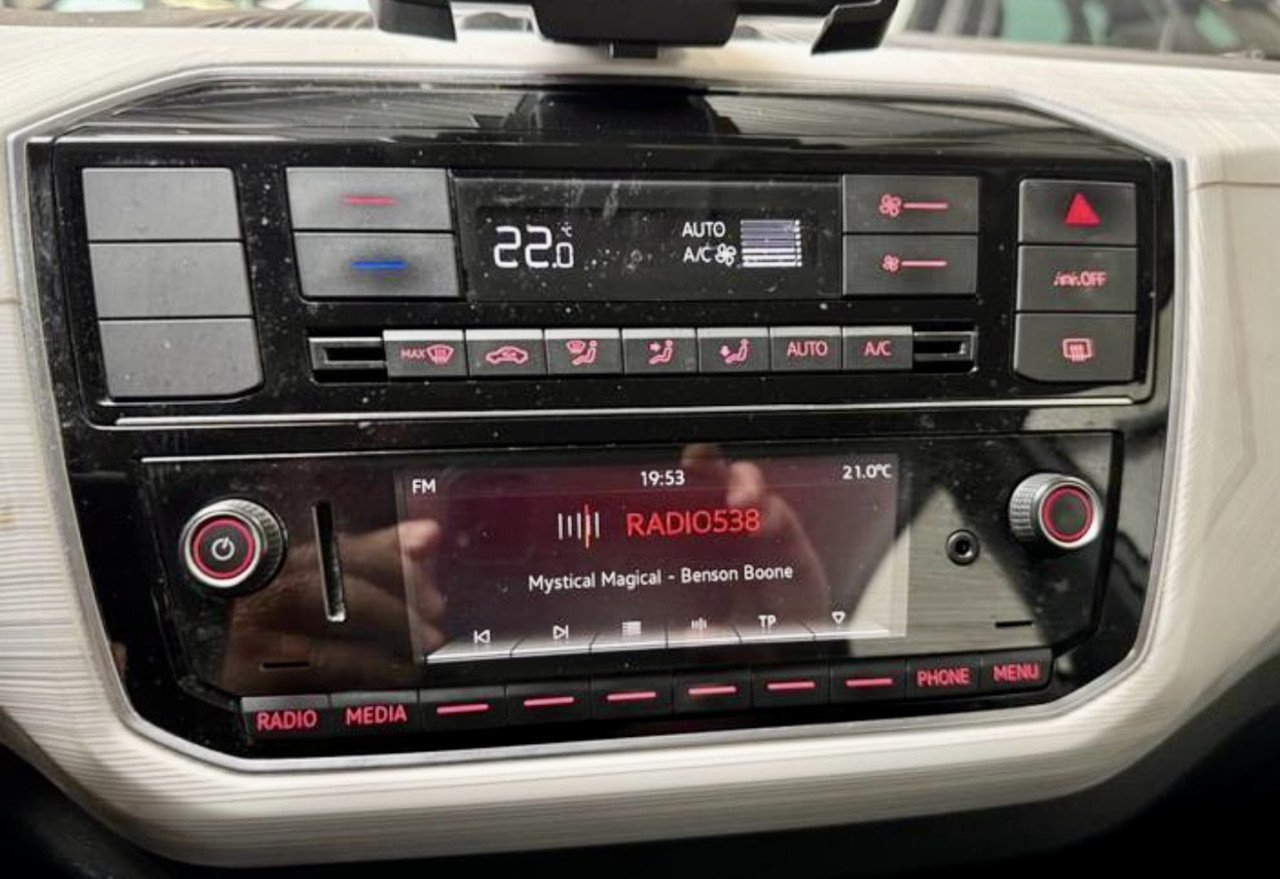 22.0 °C
AUTO
A/C
OFF
MAX
AUTO
A/C
FM
19:53
21.0°C
RADIO538
Mystical Magical - Benson Boone
TP
RADIO
MEDIA
PHONE
MENU